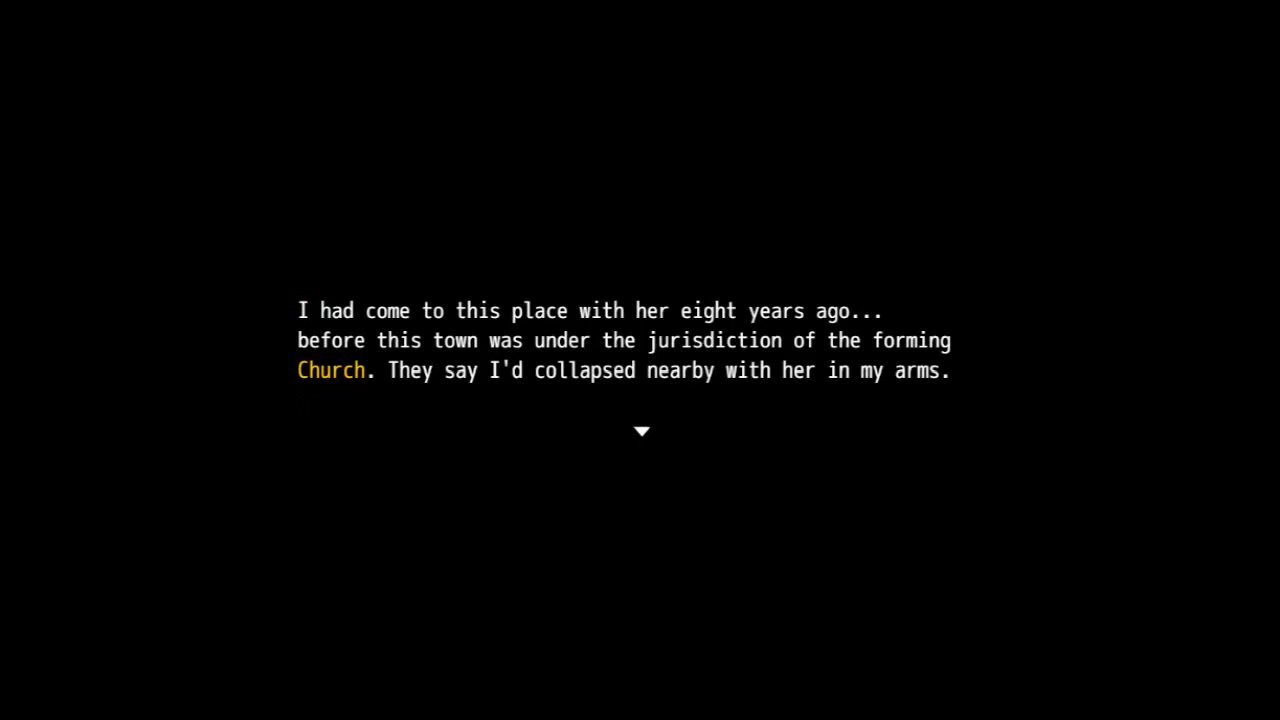 I had come to this place with her eight years ago...
before this town was under the jurisdiction of the forming
Church. They say I'd collapsed nearby with her in my arms.